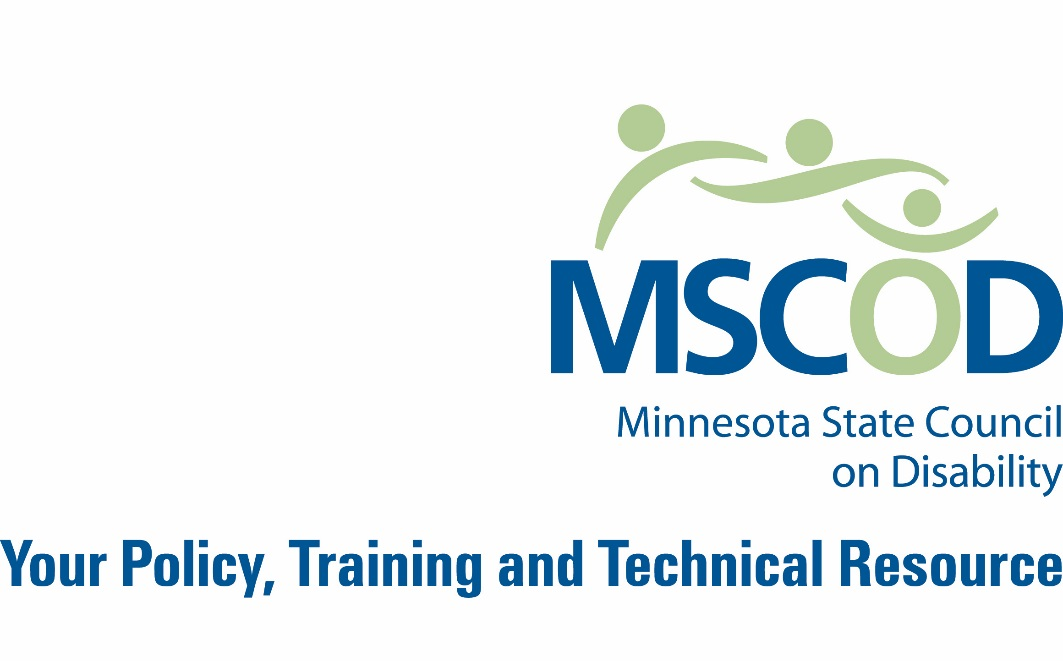 MSCOD
Minnesota State Council
on Disability
Your Policy, Training and Technical Resource